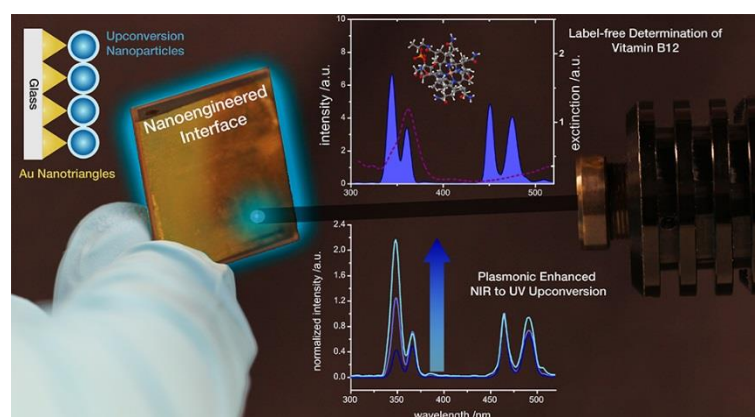 Upconversion
Nanoparticles
Glass
Au Nanotriangles
Nanoengineered
Interface
Label-free Determination of
Vitamin B12
intensity /a.u.
exctinction /a.u.
10
8
6
4
2
0
2
1
0
300
400
500
Plasmonic Enhanced
NIR to UV Upconversion
normalized intensity /a.u.
2.4
2.0
1.6
1.2
0.8
0.4
0.0
300
350
400
450
500
wavelength /nm